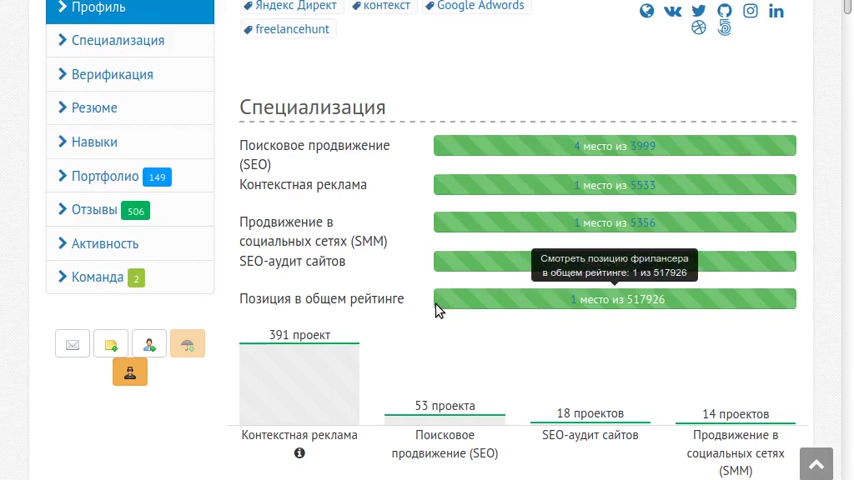 Профиль
Специализация
Верификация
Резюме
Навыки
Портфолио 149
Отзывы 506
Активность
Команда 2
Яндекс Директ контекст Google Adwords
freelancehunt
Специализация
Поисковое продвижение
(SEO)
4 место из 3999
Контекстная реклама
1 место из 5533
Продвижение в
социальных сетях (SMM)
1 место из 5356
SEO-аудит сайтов
Смотреть позицию фрилансера
в общем рейтинге: 1 из 517926
Позиция в общем рейтинге
1 место из 517926
391 проект
Контекстная реклама
53 проекта
Поисковое
продвижение (SEO)
18 проектов
SEO-аудит сайтов
14 проектов
Продвижение в
социальных сетях
(SMM)